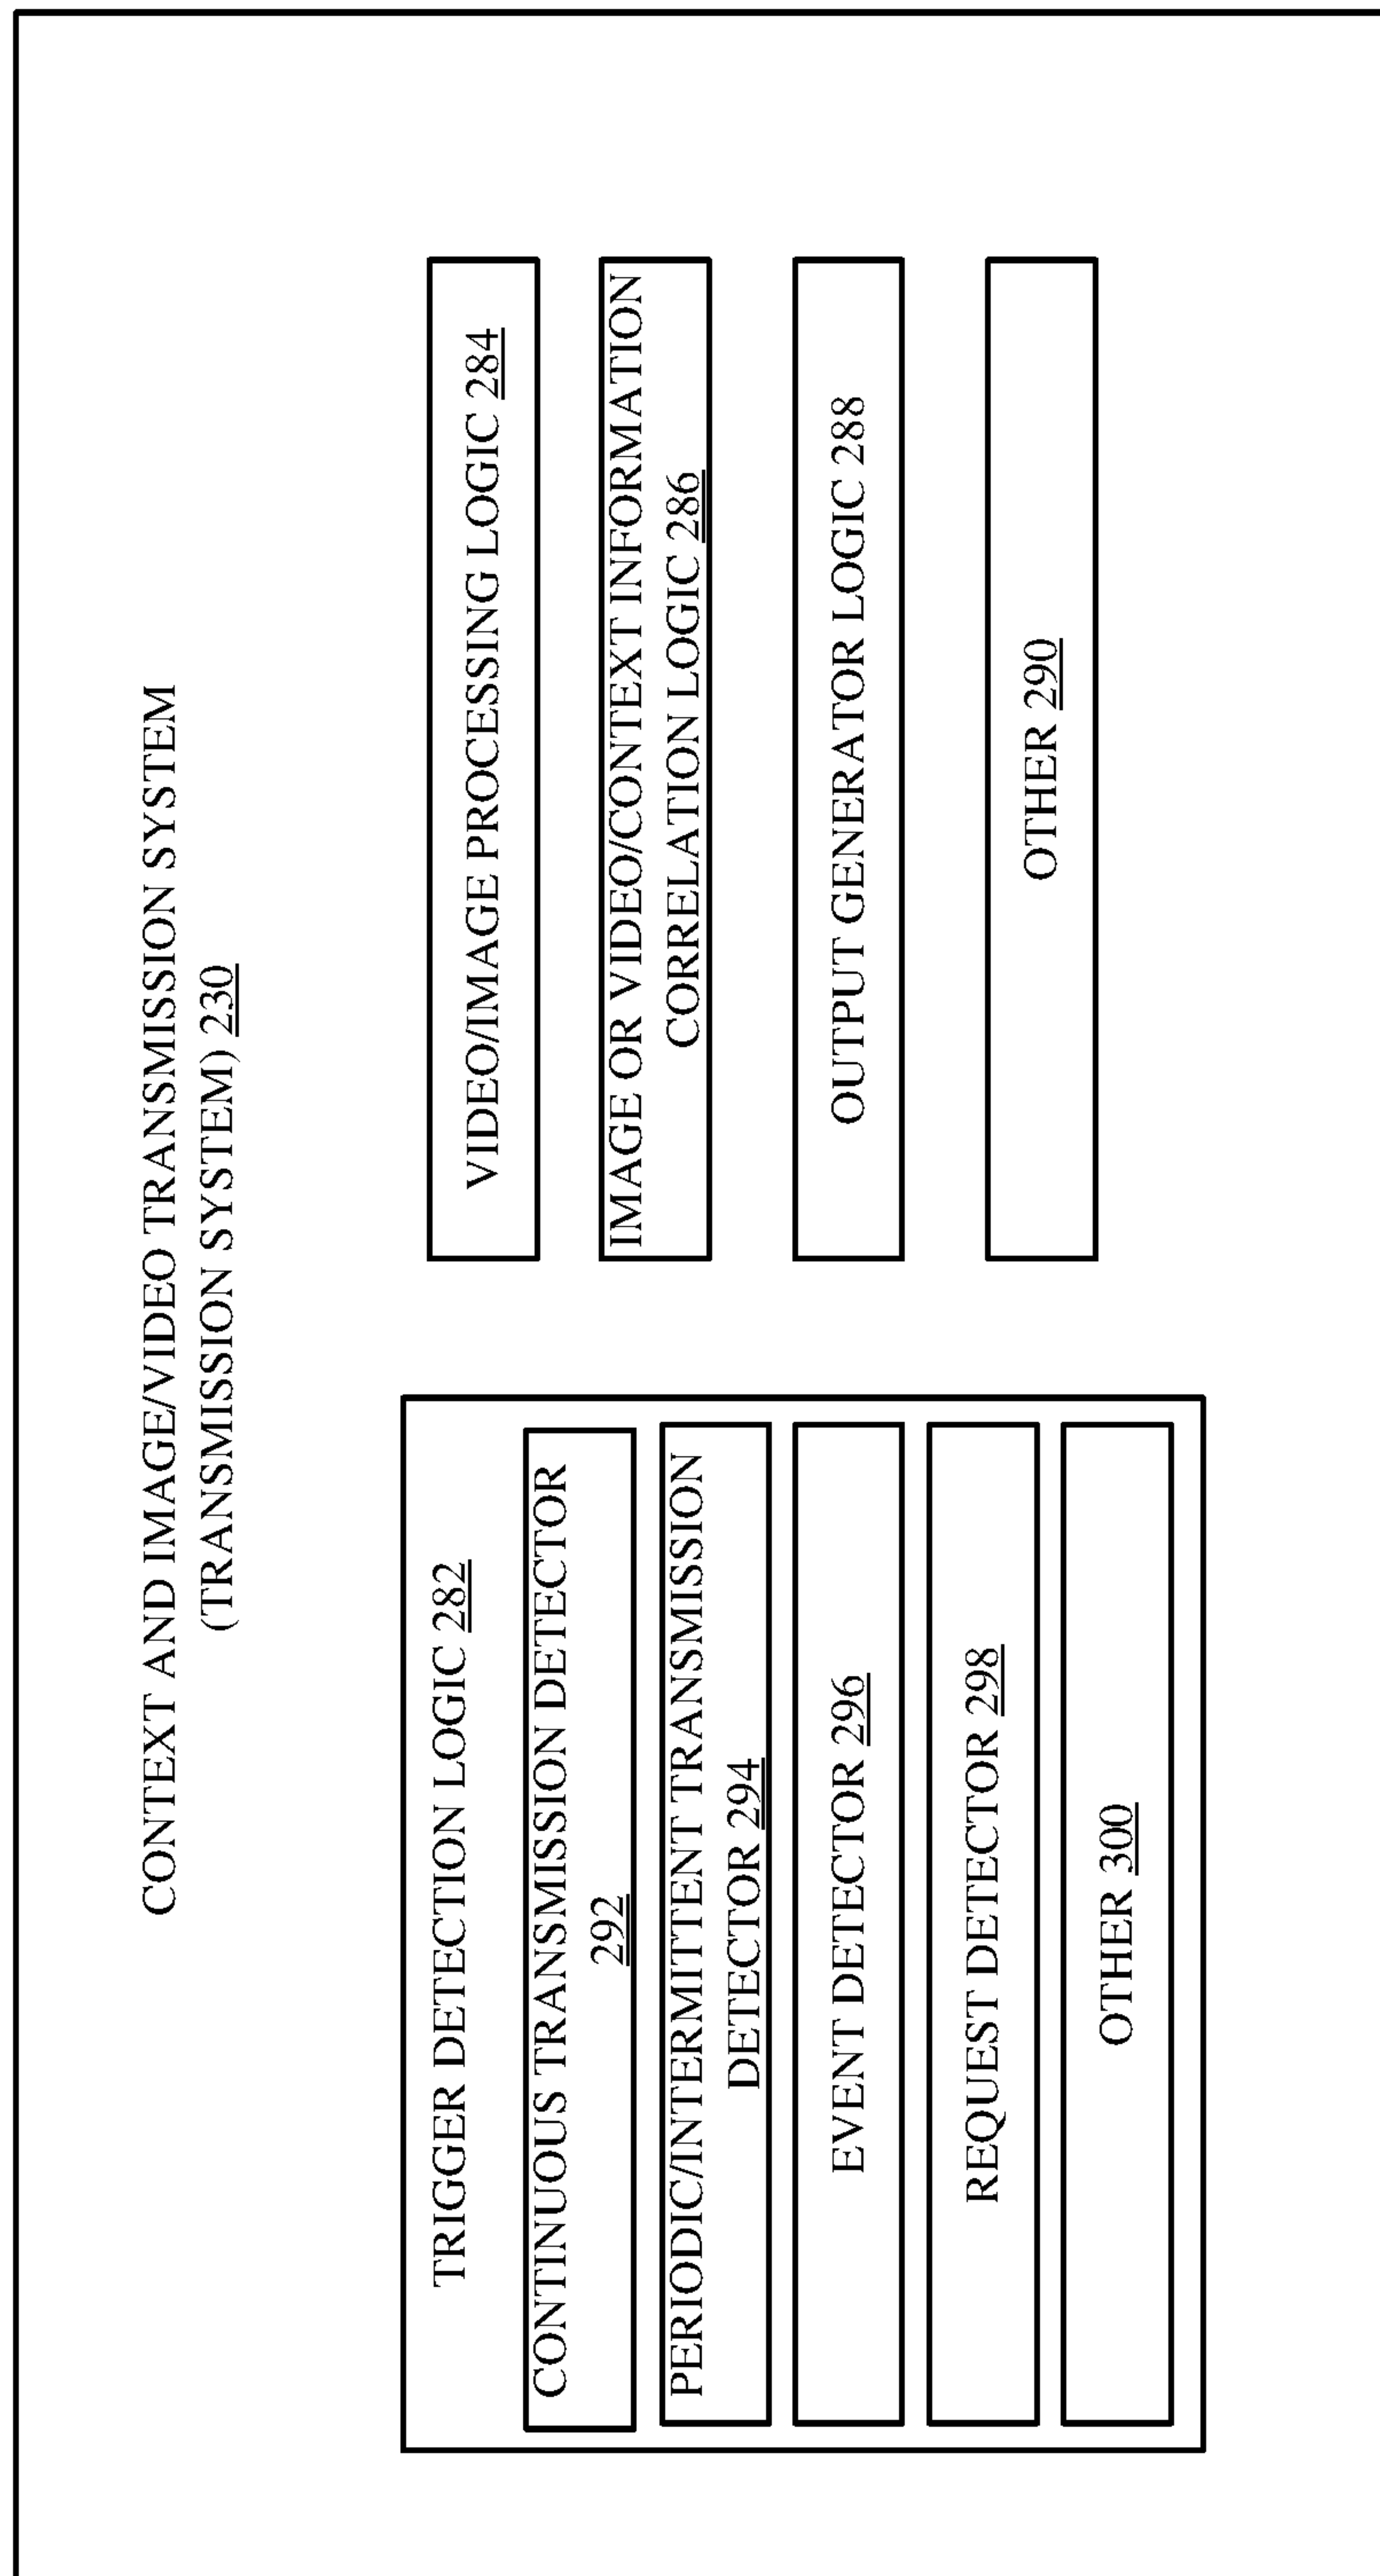 CONTEXT AND IMAGE/VIDEO TRANSMISSION SYSTEM
(TRANSMISSION SYSTEM) 230
TRIGGER DETECTION LOGIC 282
CONTINUOUS TRANSMISSION DETECTOR
292
PERIODIC/INTERMITTENT TRANSMISSION
DETECTOR 294
EVENT DETECTOR 296
REQUEST DETECTOR 298
OTHER 300
VIDEO/IMAGE PROCESSING LOGIC 284
IMAGE OR VIDEO/CONTEXT INFORMATION
CORRELATION LOGIC 286
OUTPUT GENERATOR LOGIC 288
OTHER 290